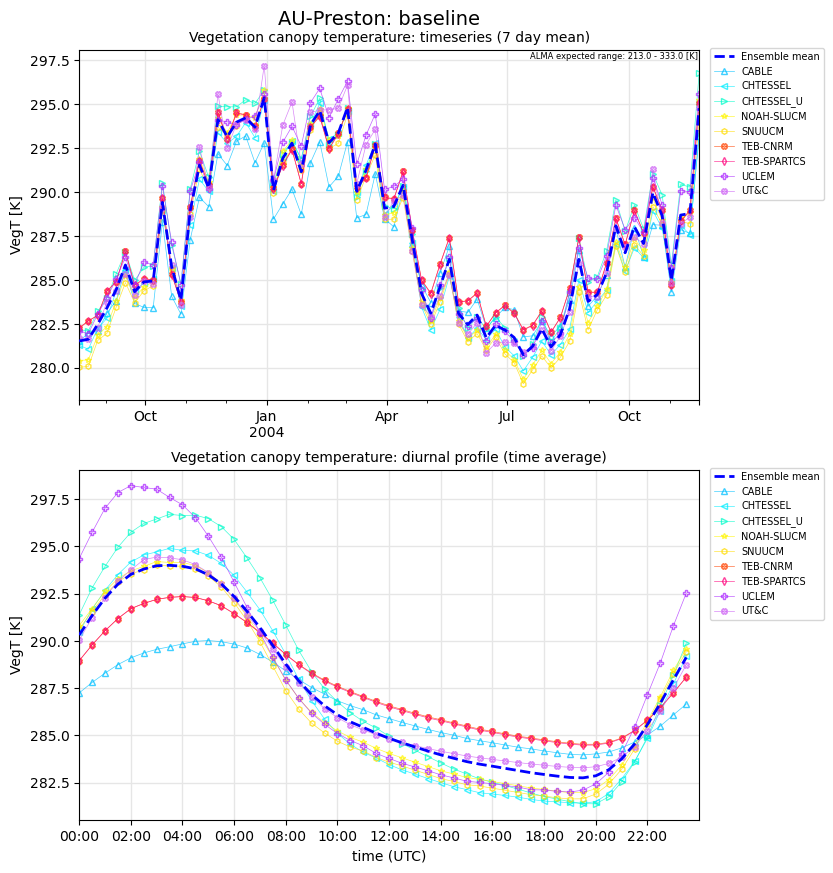 AU-Preston: baseline
Vegetation canopy temperature: timeseries (7 day mean)
ALMA expected range: 213.0 - 333.0 [K]
VegT [K]
297.5
295.0
292.5
290.0
287.5
285.0
282.5
280.0
Oct
Jan
2004
Apr
Jul
Oct
Ensemble mean
CABLE
CHTESSEL
CHTESSEL_U
NOAH-SLUCM
SNUUCM
TEB-CNRM
TEB-SPARTCS
UCLEM
UT&C
Vegetation canopy temperature: diurnal profile (time average)
VegT [K]
297.5
295.0
292.5
290.0
287.5
285.0
282.5
00:00
02:00
04:00
06:00
08:00
10:00
12:00
14:00
16:00
18:00
20:00
22:00
time (UTC)
Ensemble mean
CABLE
CHTESSEL
CHTESSEL_U
NOAH-SLUCM
SNUUCM
TEB-CNRM
TEB-SPARTCS
UCLEM
UT&C